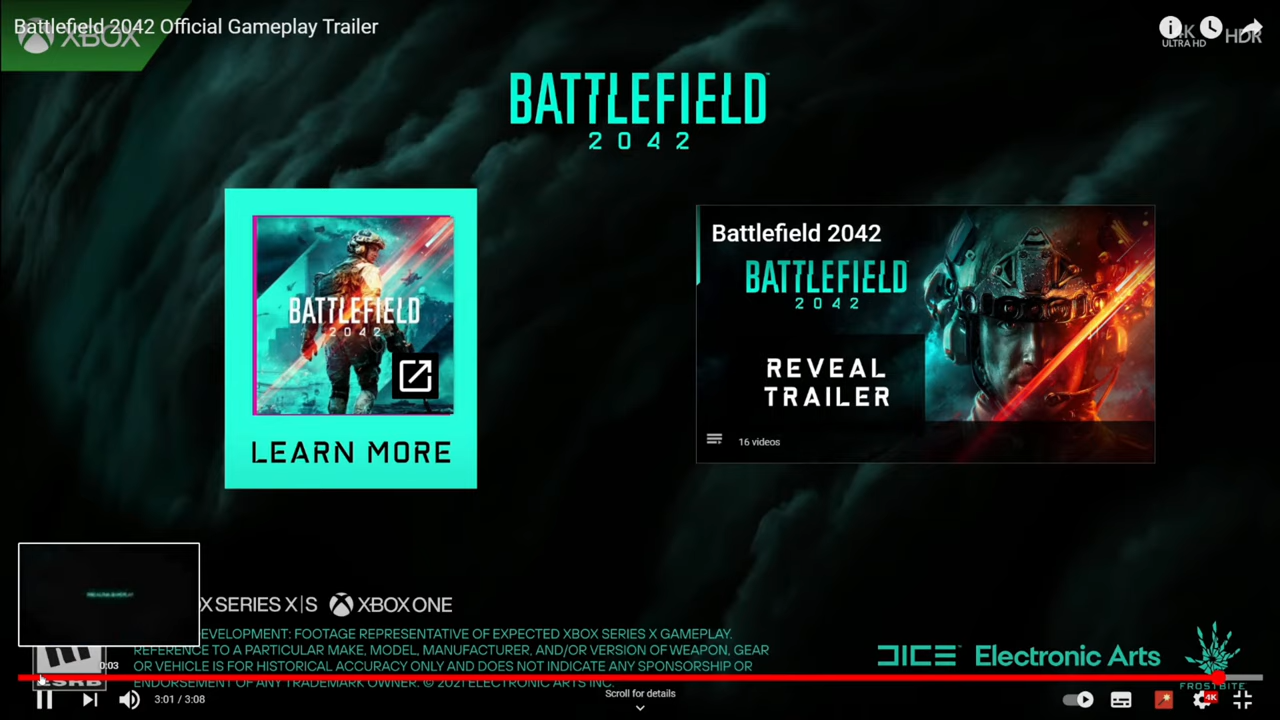 Battlefield 2042 Official Gameplay Trailer
XBOX
4K
ULTRA HD
HDR
BATTLEFIELD
2042
BATTLEFIELD
2042
LEARN MORE
Battlefield 2042
BATTLEFIELD
2042
REVEAL
TRAILER
16 videos
X SERIES X|S XBOX ONE
EVELOPMENT: FOOTAGE REPRESENTATIVE OF EXPECTED XBOX SERIES X GAMEPLAY.
REFERENCE TO A PARTICULAR MAKE, MODEL, MANUFACTURER, AND/OR VERSION OF WEAPON, GEAR
OR VEHICLE IS FOR HISTORICAL ACCURACY ONLY AND DOES NOT INDICATE ANY SPONSORSHIP OR
ENDORSEMENT OF ANY TRADEMARK OWNER. © 2021 ELECTRONIC ARTS INC.
M
ESRB
0:03
DICE Electronic Arts
FROSTBITE
3:01 / 3:08
Scroll for details
4K